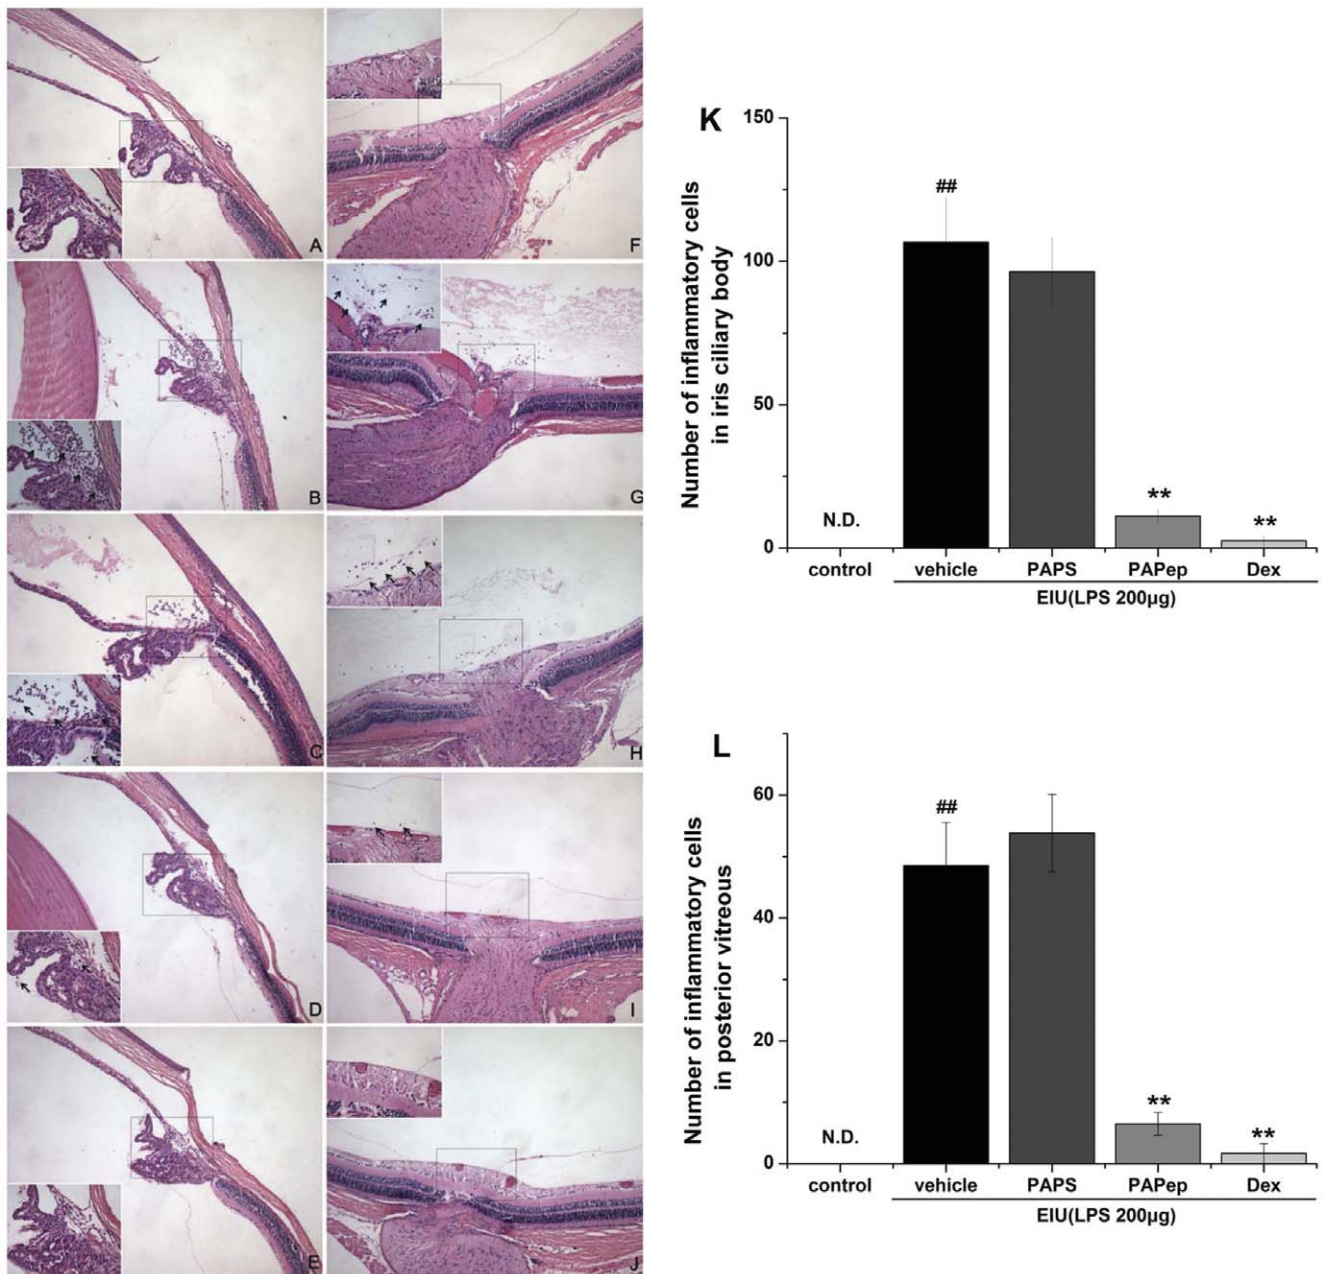 A
F
B
G
C
H
D
I
E
J
K
Number of inflammatory cells
in iris ciliary body
150
100
50
0
##
N.D.
**
**
control
vehicle
PAPS
PAPep
Dex
EIU(LPS 200μg)
L
Number of inflammatory cells
in posterior vitreous
60
40
20
0
##
N.D.
**
**
control
vehicle
PAPS
PAPep
Dex
EIU(LPS 200μg)